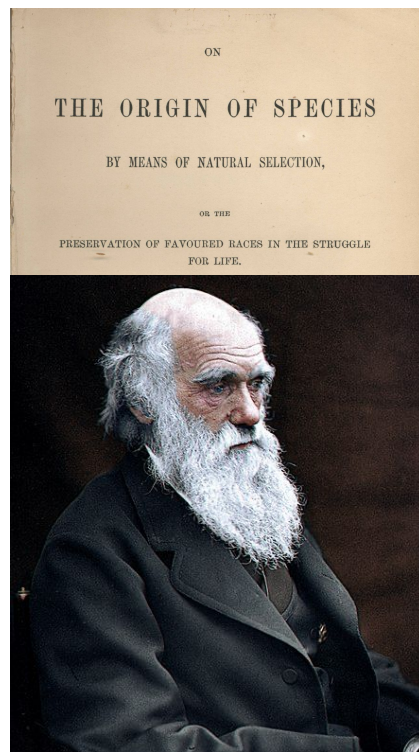 ON
THE ORIGIN OF SPECIES
BY MEANS OF NATURAL SELECTION,
OR THE
PRESERVATION OF FAVOURED RACES IN THE STRUGGLE
FOR LIFE.